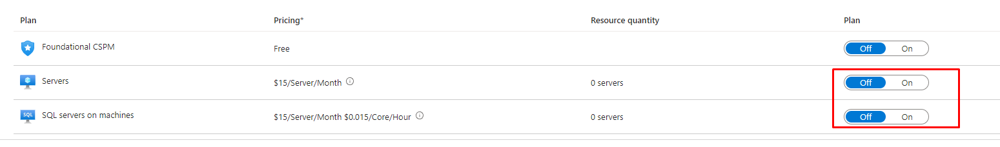 Plan Pricing* Resource quantity Plan
Foundational CSPM Free Off On
Servers $15/Server/Month 0 servers Off On
SQL SQL servers on machines $15/Server/Month $0.015/Core/Hour 0 servers Off On